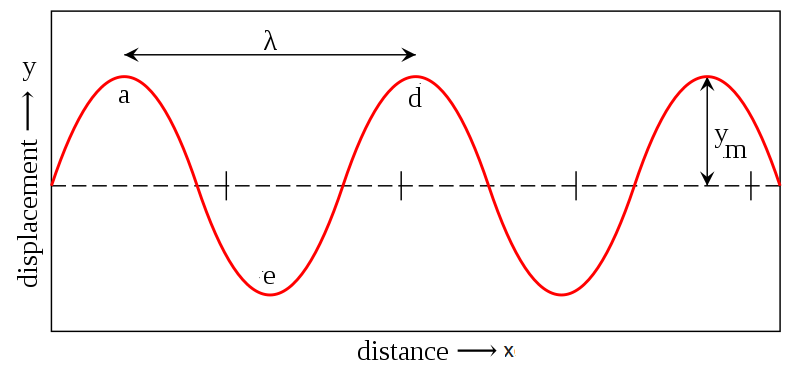 λ
y
a
d
y
m
displacement
e
distance
x